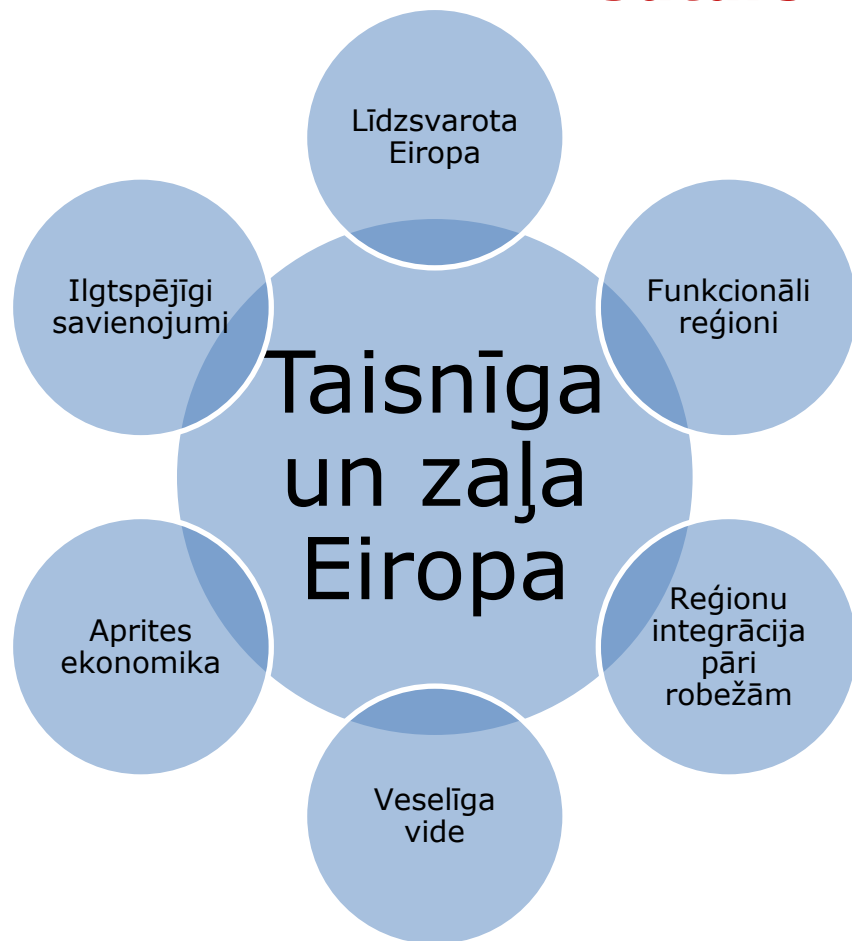 Līdzsvarota
Eiropa
Funkcionāli
reģioni
Reģionu
integrācija
pāri
robežām
Veselīga
vide
Aprites
ekonomika
Ilgtspējīgi
savienojumi
Taisnīga
un zaļa
Eiropa